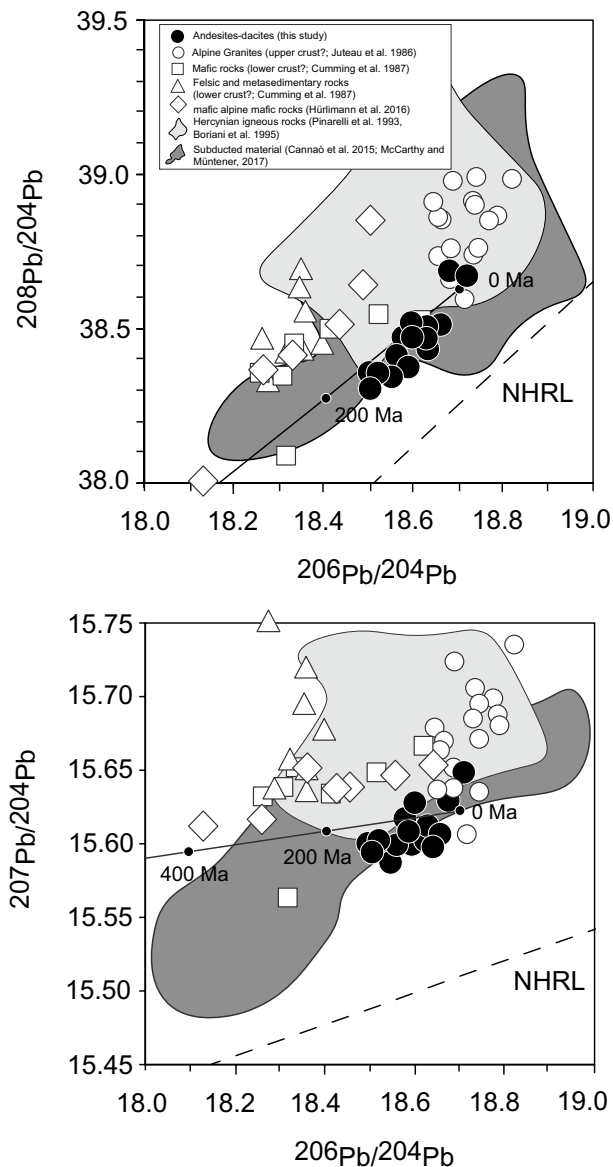 39.5
Andesites-dacites (this study)
Alpine Granites (upper crust?; Juteau et al. 1986)
Mafic rocks (lower crust?; Cumming et al. 1987)
Felsic and metasedimentary rocks
(lower crust?; Cumming et al. 1987)
mafic alpine mafic rocks (Hürlimann et al. 2016)
Hercynian igneous rocks (Pinarelli et al. 1993,
Boriani et al. 1995)
Subducted material (Cannaò et al. 2015; McCarthy and
Müntener, 2017)
39.0
208Pb/204Pb
0 Ma
38.5
200 Ma
NHRL
38.0
18.0 18.2 18.4 18.6 18.8 19.0
206Pb/204Pb
15.75
15.70
15.65
207Pb/204Pb
0 Ma
15.60
200 Ma
400 Ma
15.55
15.50
NHRL
15.45
18.0 18.2 18.4 18.6 18.8 19.0
206Pb/204Pb